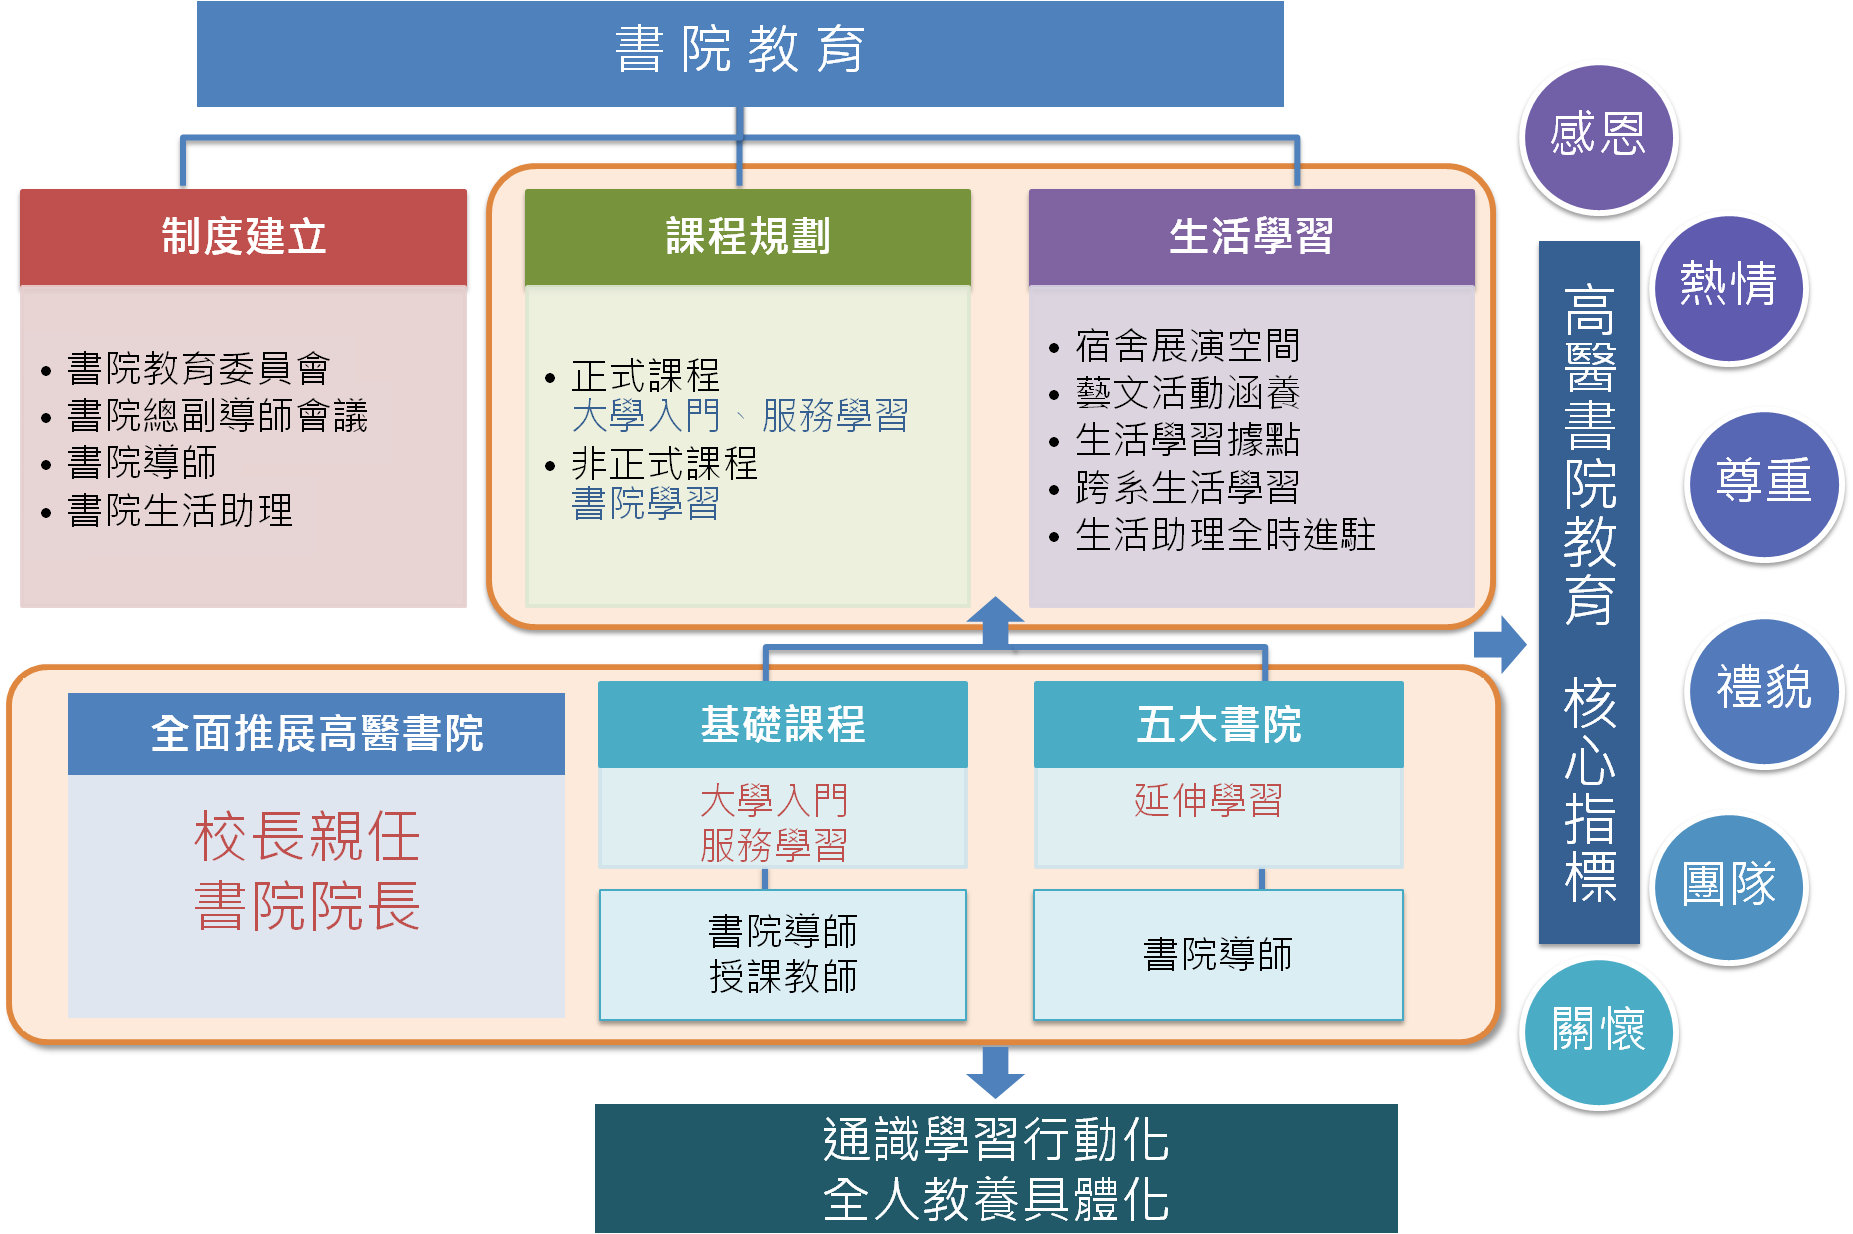 書院教育
制度建立
書院教育委員會
書院總副導師會議
書院導師
書院生活助理
課程規劃
正式課程
大學入門、服務學習
非正式課程
書院學習
生活學習
宿舍展演空間
藝文活動涵養
生活學習據點
跨系生活學習
生活助理全時進駐
全面推展高醫書院
校長親任
書院院長
基礎課程
大學入門
服務學習
書院導師
授課教師
五大書院
延伸學習
書院導師
通識學習行動化
全人教養具體化
高醫書院教育 核心指標
感恩
熱情
尊重
禮貌
團隊
關懷